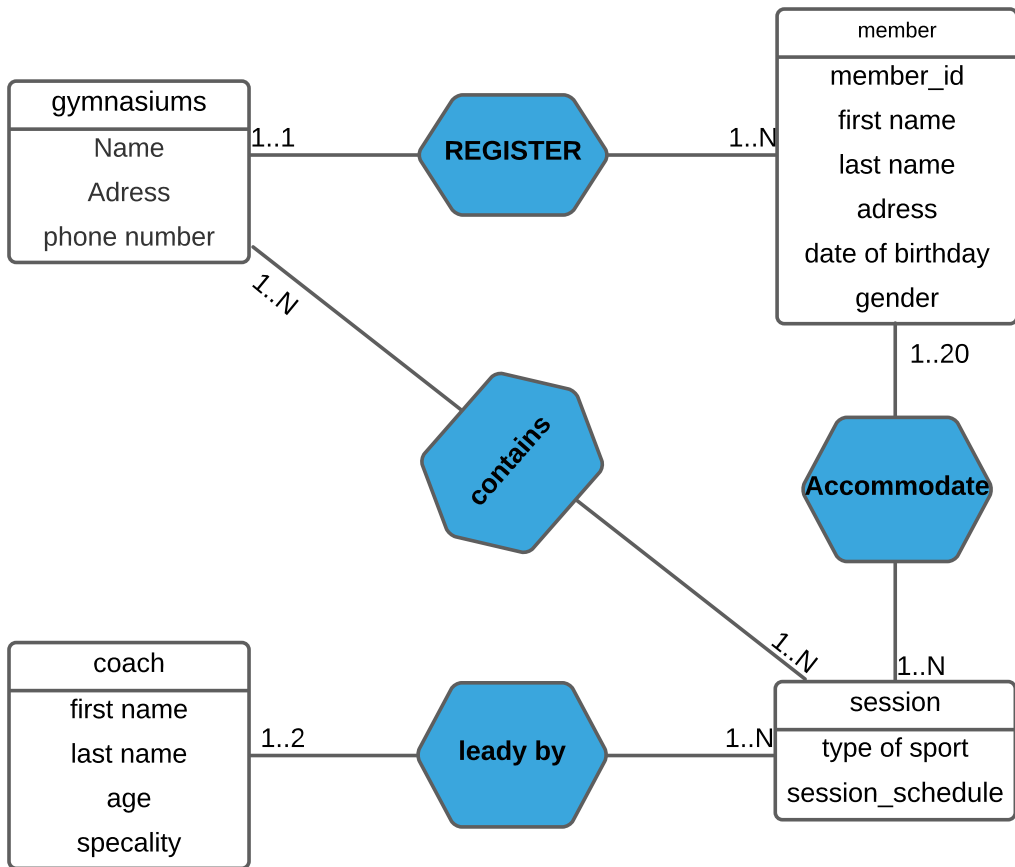 member
member_id
first name
last name
adress
date of birthday
gender
gymnasiums
Name
Adress
phone number
1..1
REGISTER
1..N
1..N
1..20
contains
Accommodate
1..N
1..N
coach
first name
last name
age
specality
1..2
leady by
1..N
session
type of sport
session_schedule